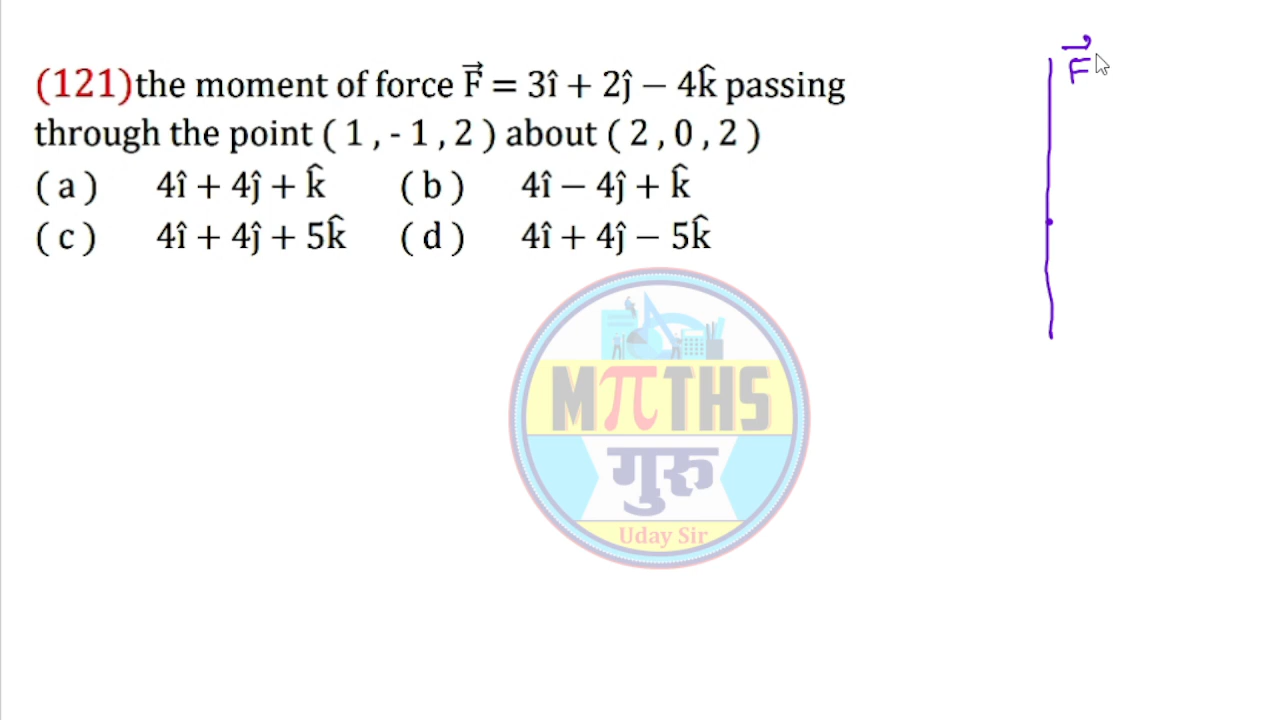 (121)the moment of force F⃗ = 3î + 2ĵ − 4k̂ passing
through the point ( 1 , - 1 , 2 ) about ( 2 , 0 , 2 )
( a ) 4î + 4ĵ + k̂ ( b ) 4î − 4ĵ + k̂
( c ) 4î + 4ĵ + 5k̂ ( d ) 4î + 4ĵ − 5k̂
F⃗
MπTHS
गुरू
Uday Sir